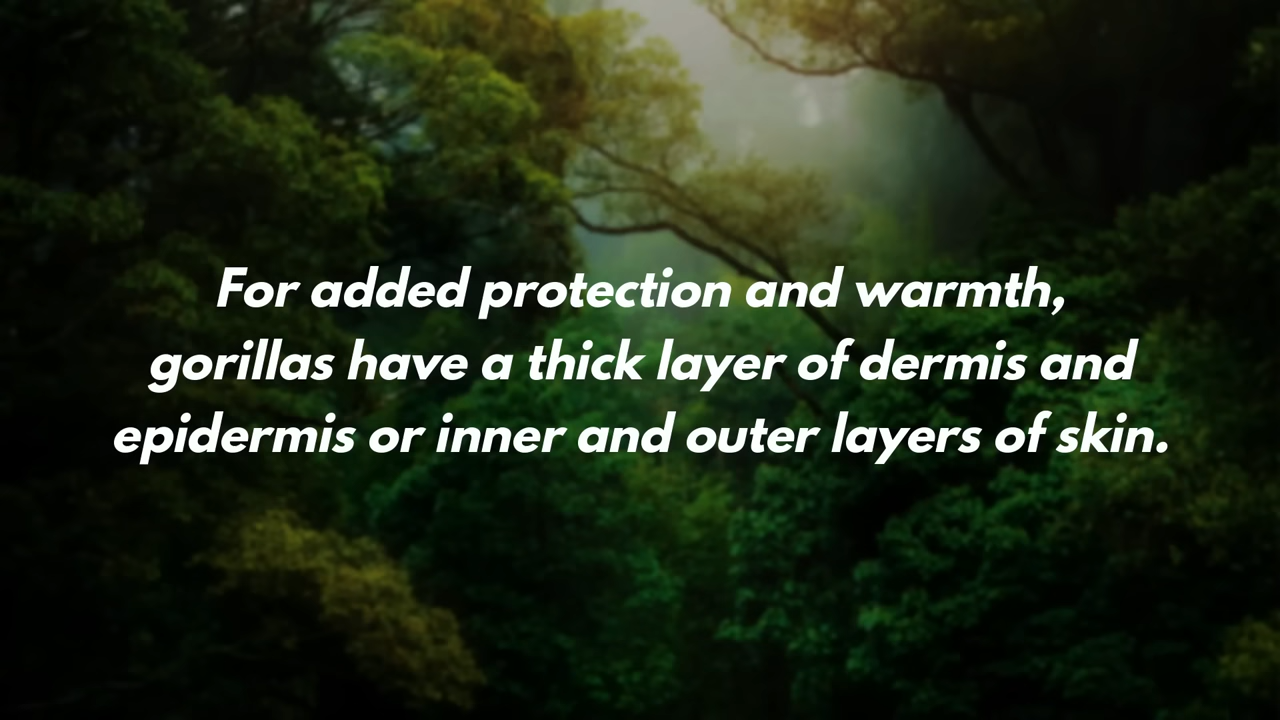 For added protection and warmth,
gorillas have a thick layer of dermis and
epidermis or inner and outer layers of skin.